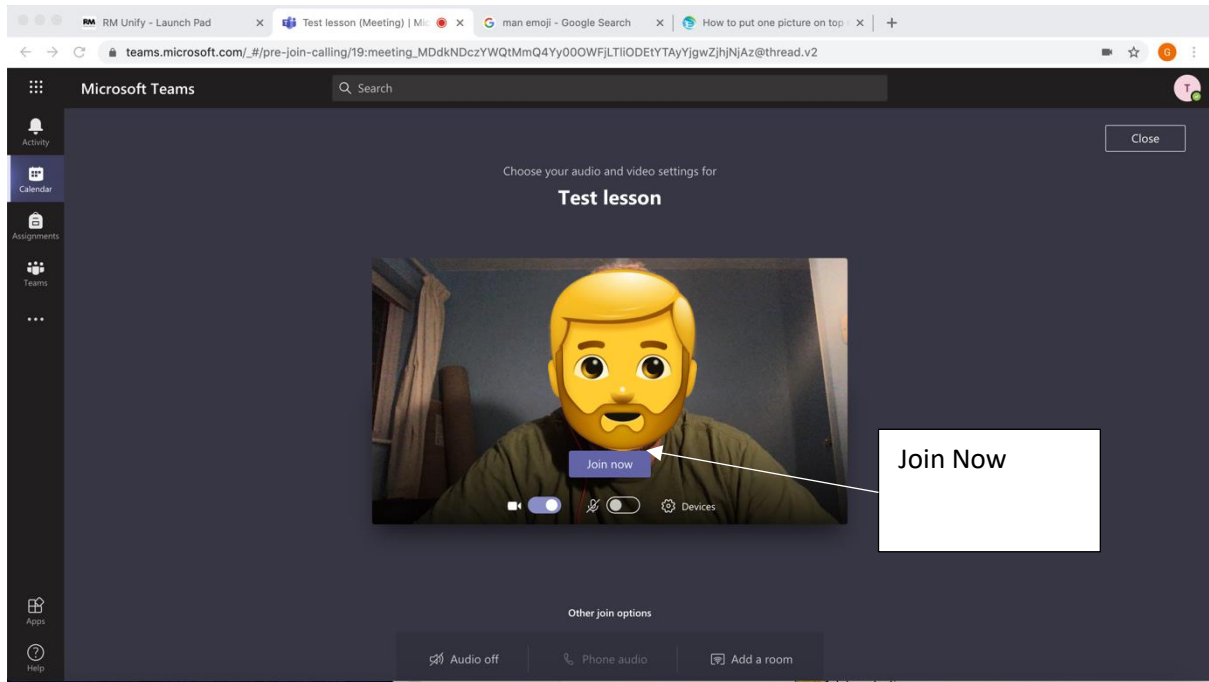 RM RM Unify - Launch Pad
Test lesson (Meeting) | Mic
G man emoji - Google Search
How to put one picture on top
teams.microsoft.com/_#/pre-join-calling/19:meeting_MDdkNDczYWQtMmQ4Yy00OWFjLTliODEtYTAyYjgwZjhjNjAz@thread.v2
G
Microsoft Teams
Search
T
Activity
Calendar
Assignments
Teams
Apps
Help
Close
Choose your audio and video settings for
Test lesson
Join now
Devices
Join Now
Other join options
Audio off
Phone audio
Add a room